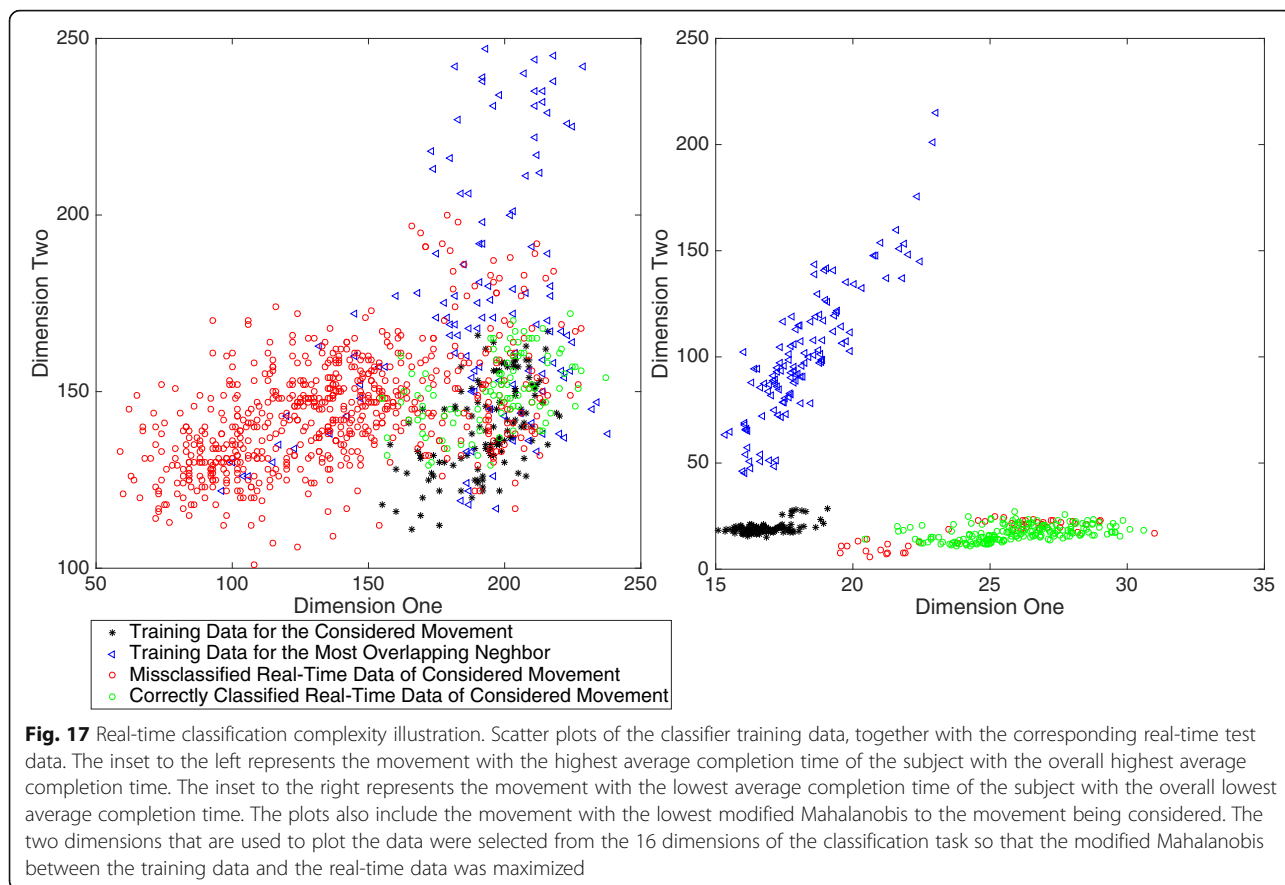 250
200
150
100
Dimension Two
50
100
150
200
250
Dimension One
250
200
150
100
50
0
Dimension Two
15
20
25
30
35
Dimension One
Training Data for the Considered Movement
Training Data for the Most Overlapping Neighbor
Missclassified Real-Time Data of Considered Movement
Correctly Classified Real-Time Data of Considered Movement
Fig. 17 Real-time classification complexity illustration. Scatter plots of the classifier training data, together with the corresponding real-time test
data. The inset to the left represents the movement with the highest average completion time of the subject with the overall highest average
completion time. The inset to the right represents the movement with the lowest average completion time of the subject with the overall lowest
average completion time. The plots also include the movement with the lowest modified Mahalanobis to the movement being considered. The
two dimensions that are used to plot the data were selected from the 16 dimensions of the classification task so that the modified Mahalanobis
between the training data and the real-time data was maximized